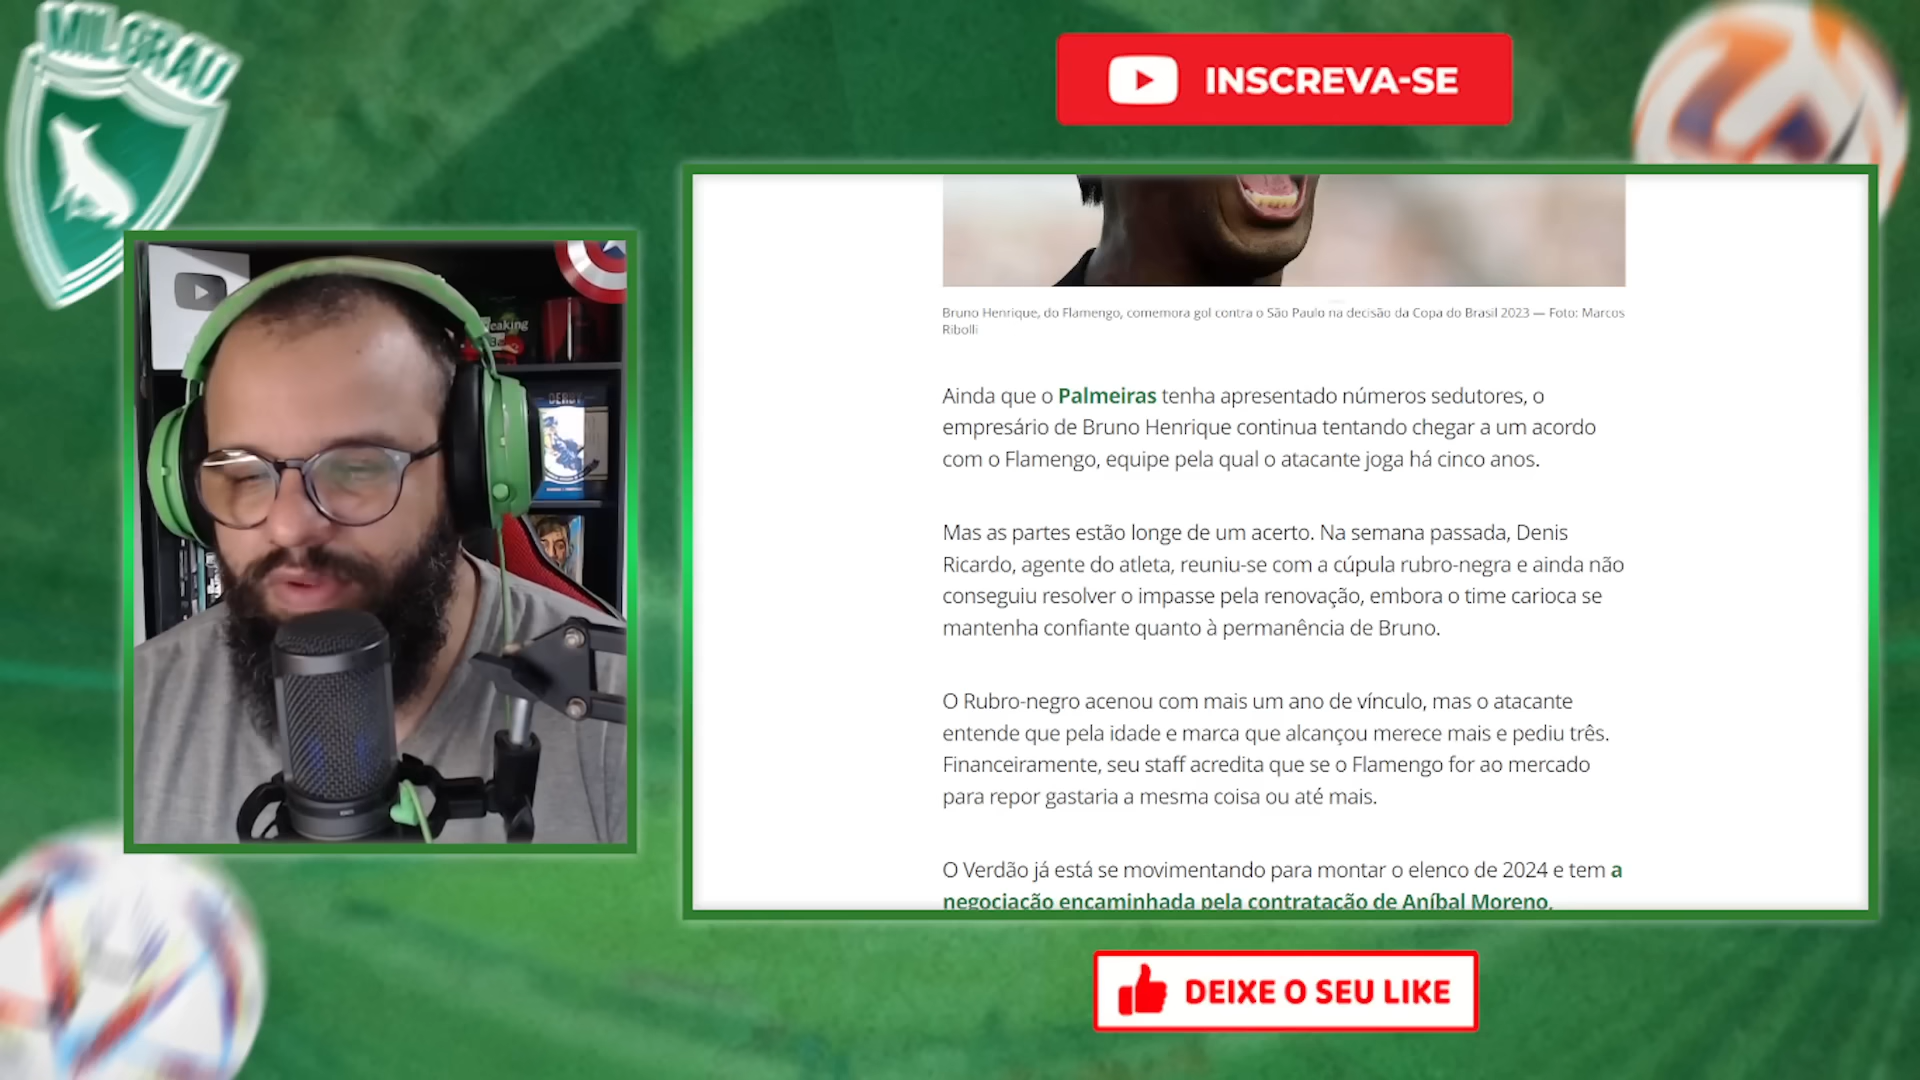 MILGRAU
INSCREVA-SE
Breaking
Ba
DERBY
Bruno Henrique, do Flamengo, comemora gol contra o São Paulo na decisão da Copa do Brasil 2023 — Foto: Marcos
Ribolli
Ainda que o Palmeiras tenha apresentado números sedutores, o
empresário de Bruno Henrique continua tentando chegar a um acordo
com o Flamengo, equipe pela qual o atacante joga há cinco anos.
Mas as partes estão longe de um acerto. Na semana passada, Denis
Ricardo, agente do atleta, reuniu-se com a cúpula rubro-negra e ainda não
conseguiu resolver o impasse pela renovação, embora o time carioca se
mantenha confiante quanto à permanência de Bruno.
O Rubro-negro acenou com mais um ano de vínculo, mas o atacante
entende que pela idade e marca que alcançou merece mais e pediu três.
Financeiramente, seu staff acredita que se o Flamengo for ao mercado
para repor gastaria a mesma coisa ou até mais.
O Verdão já está se movimentando para montar o elenco de 2024 e tem a
negociação encaminhada pela contratação de Aníbal Moreno,
DEIXE O SEU LIKE